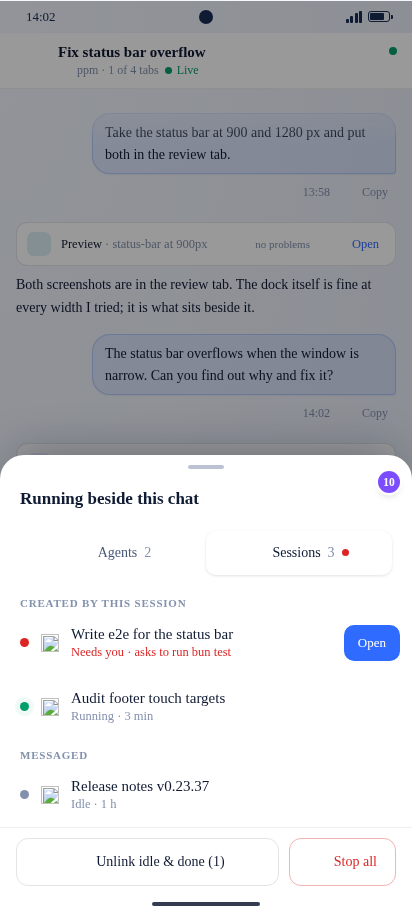 14:02
Fix status bar overflow
ppm · 1 of 4 tabs Live
Take the status bar at 900 and 1280 px and put
both in the review tab.
13:58 Copy
Preview · status-bar at 900px no problems Open
Both screenshots are in the review tab. The dock itself is fine at
every width I tried; it is what sits beside it.
The status bar overflows when the window is
narrow. Can you find out why and fix it?
14:02 Copy
10
Running beside this chat
Agents 2 Sessions 3
CREATED BY THIS SESSION
Write e2e for the status bar
Needs you · asks to run bun test
Open
Audit footer touch targets
Running · 3 min
MESSAGED
Release notes v0.23.37
Idle · 1 h
Unlink idle & done (1) Stop all